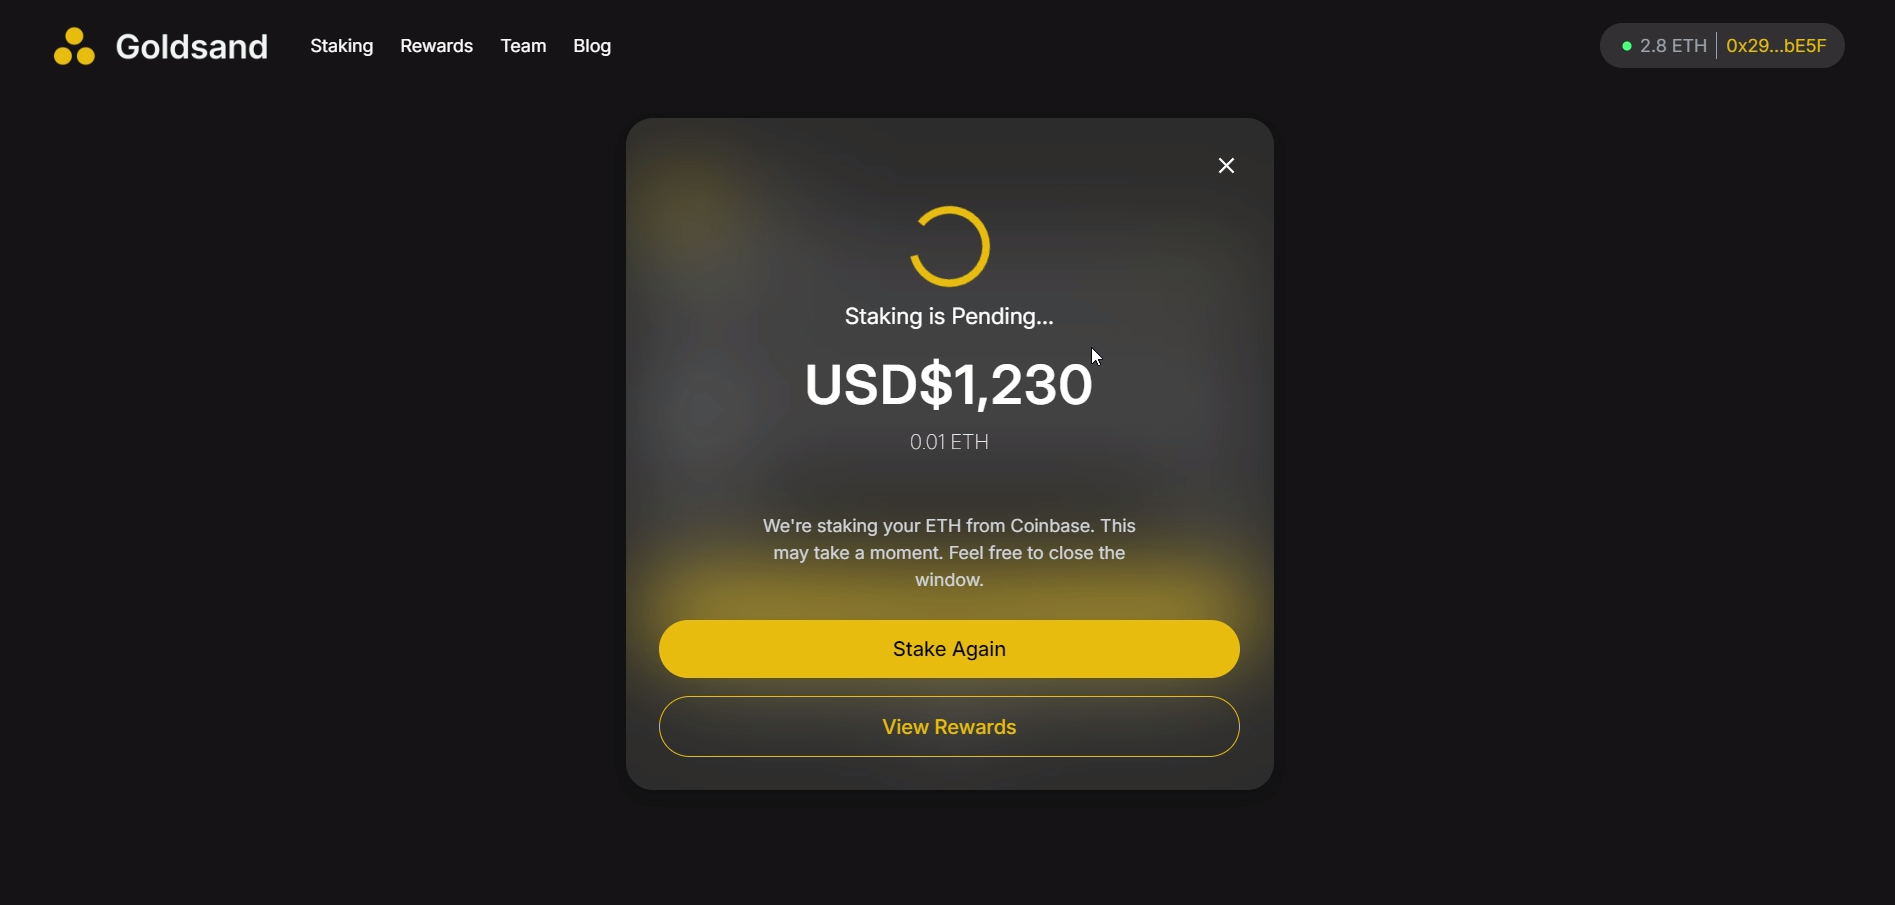 Goldsand
Staking
Rewards
Team
Blog
2.8 ETH
0x29...bE5F
Staking is Pending...
USD$1,230
0.01 ETH
We're staking your ETH from Coinbase. This
may take a moment. Feel free to close the
window.
Stake Again
View Rewards